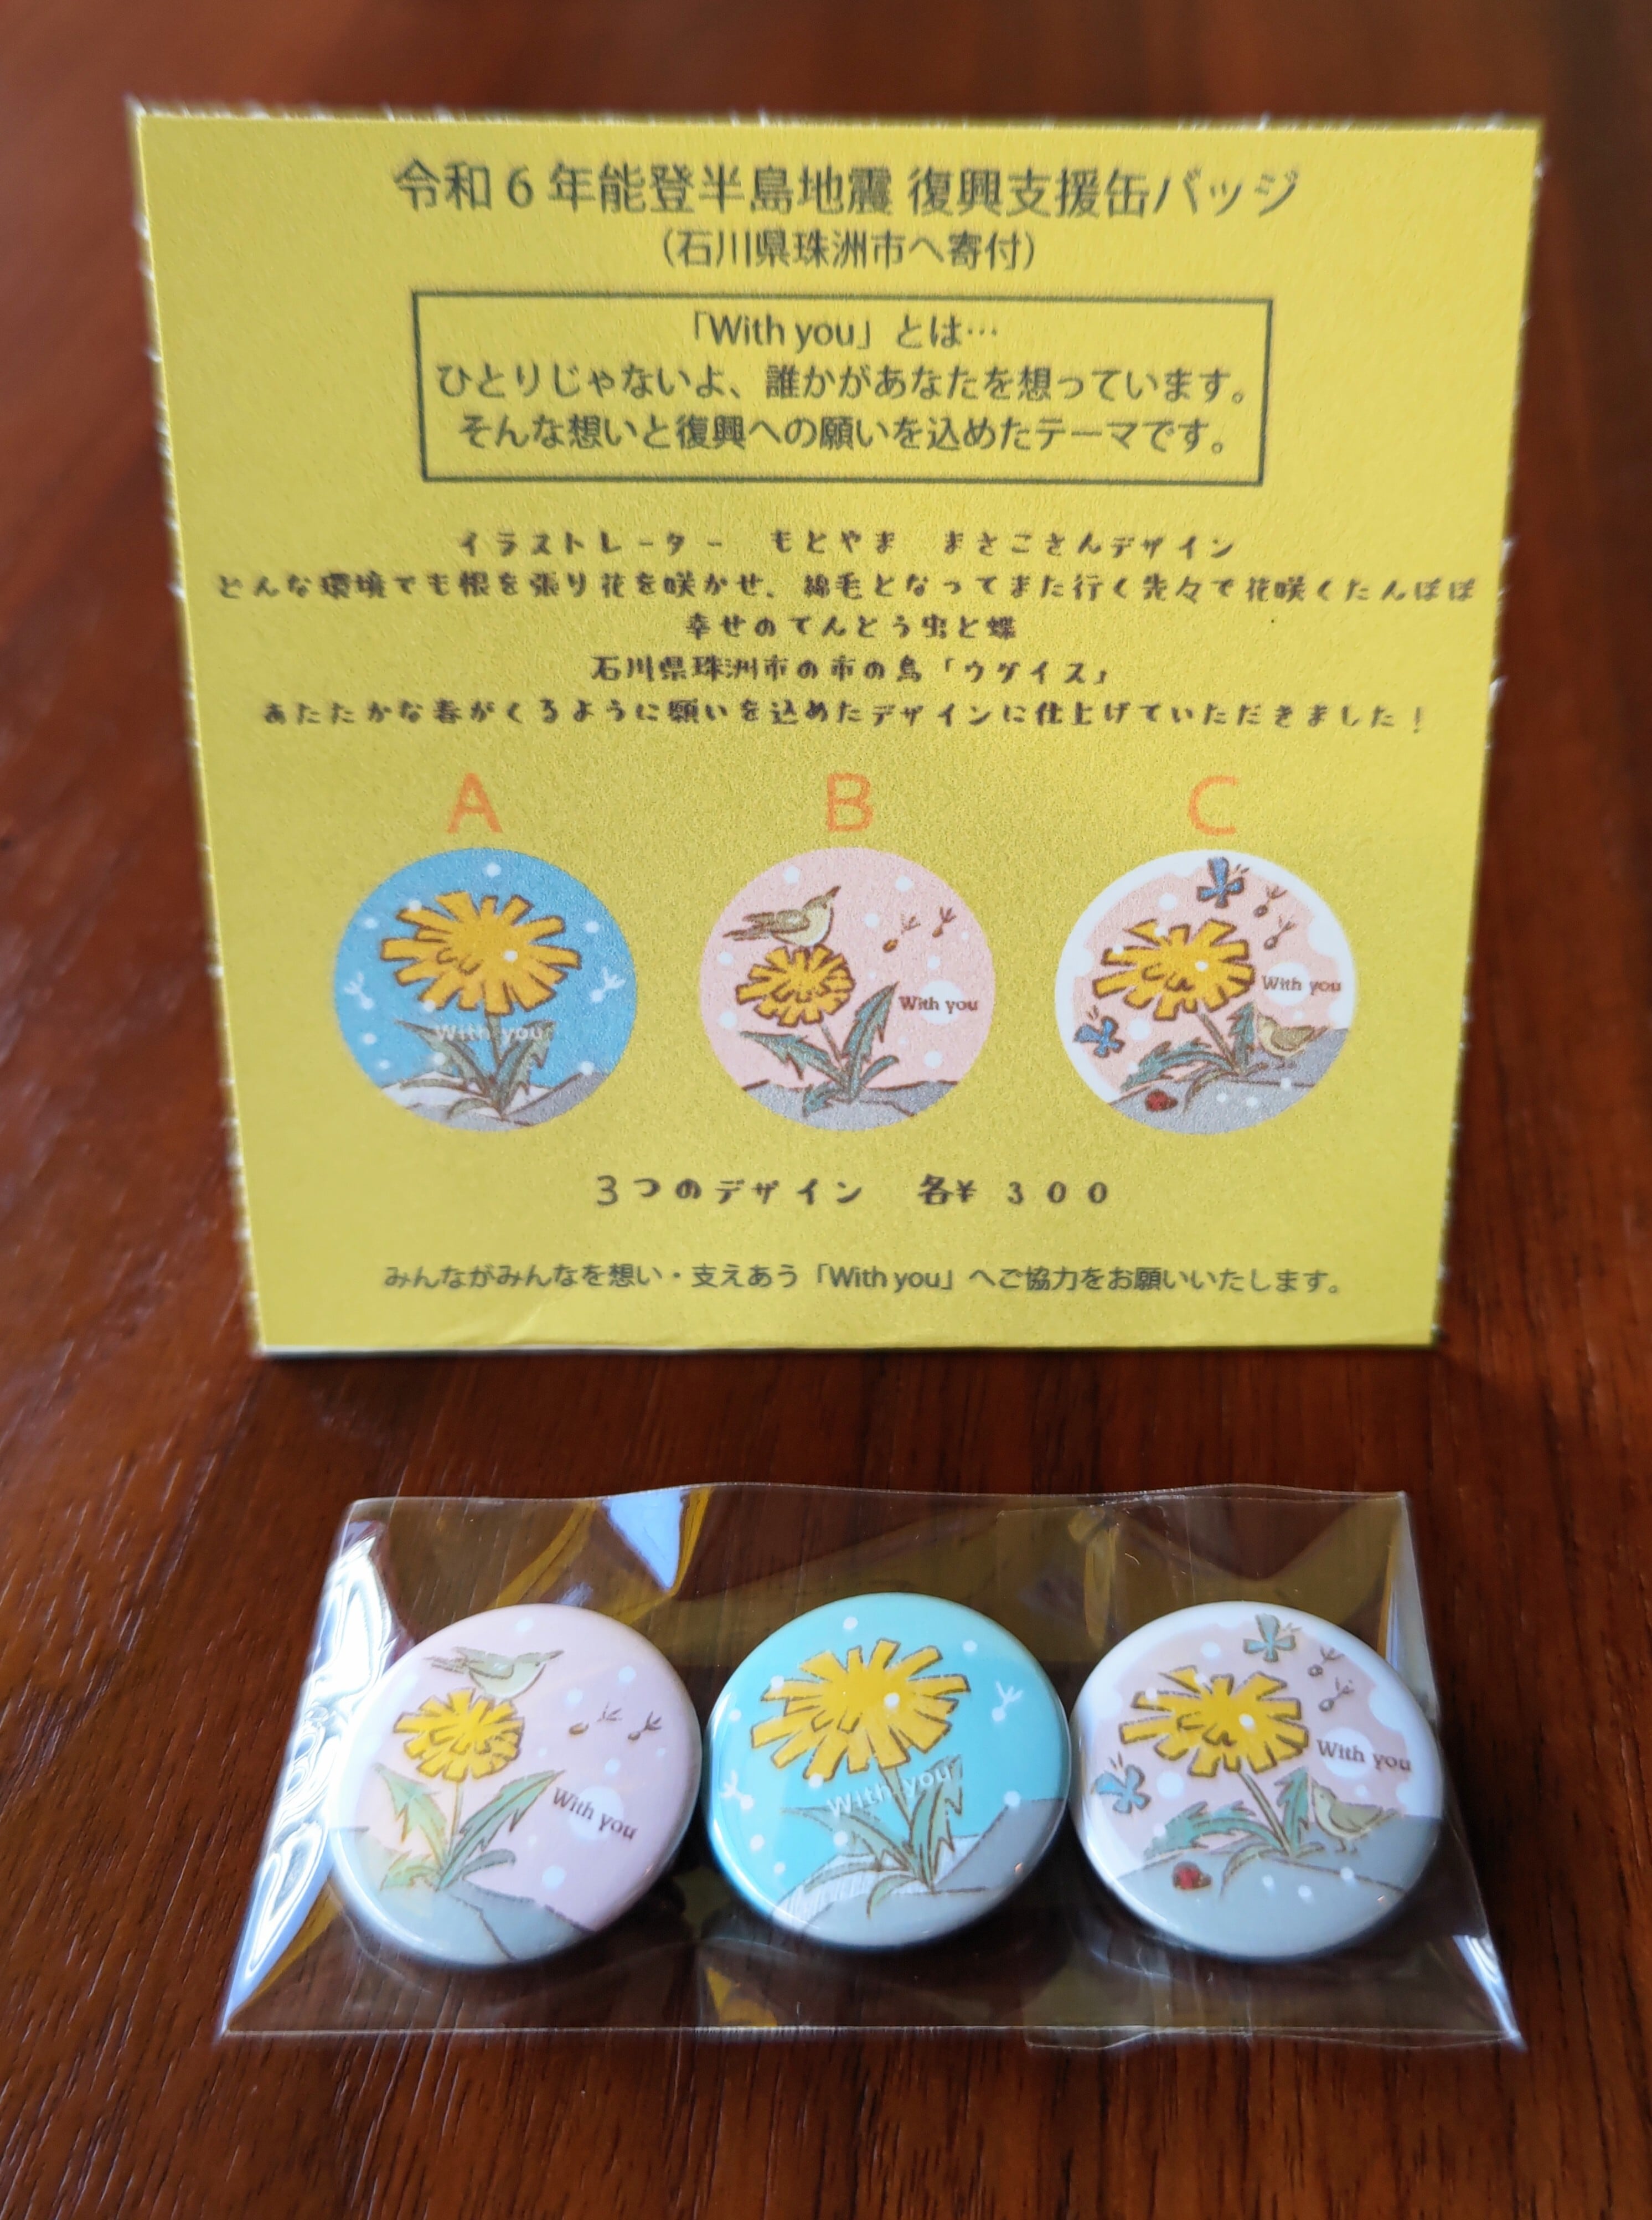 令和6年能登半島地震 復興支援缶バッジ
（石川県珠洲市へ寄付）
「With you」とは…
ひとりじゃないよ、誰かがあなたを想っています。
そんな想いと復興への願いを込めたテーマです。
イラストレーター　もとやま　まさこさんデザイン
どんな環境でも根を張り花を咲かせ、綿毛となってまた行く先々で花咲くたんぽぽ
幸せのてんとう虫と蝶
石川県珠洲市の市の鳥「ウグイス」
あたたかな春がくるように願いを込めたデザインに仕上げていただきました！
A B C
With you
With you
With you
3つのデザイン　各¥300
みんながみんなを想い・支えあう「With you」へご協力をお願いいたします。
With you
With you
With you